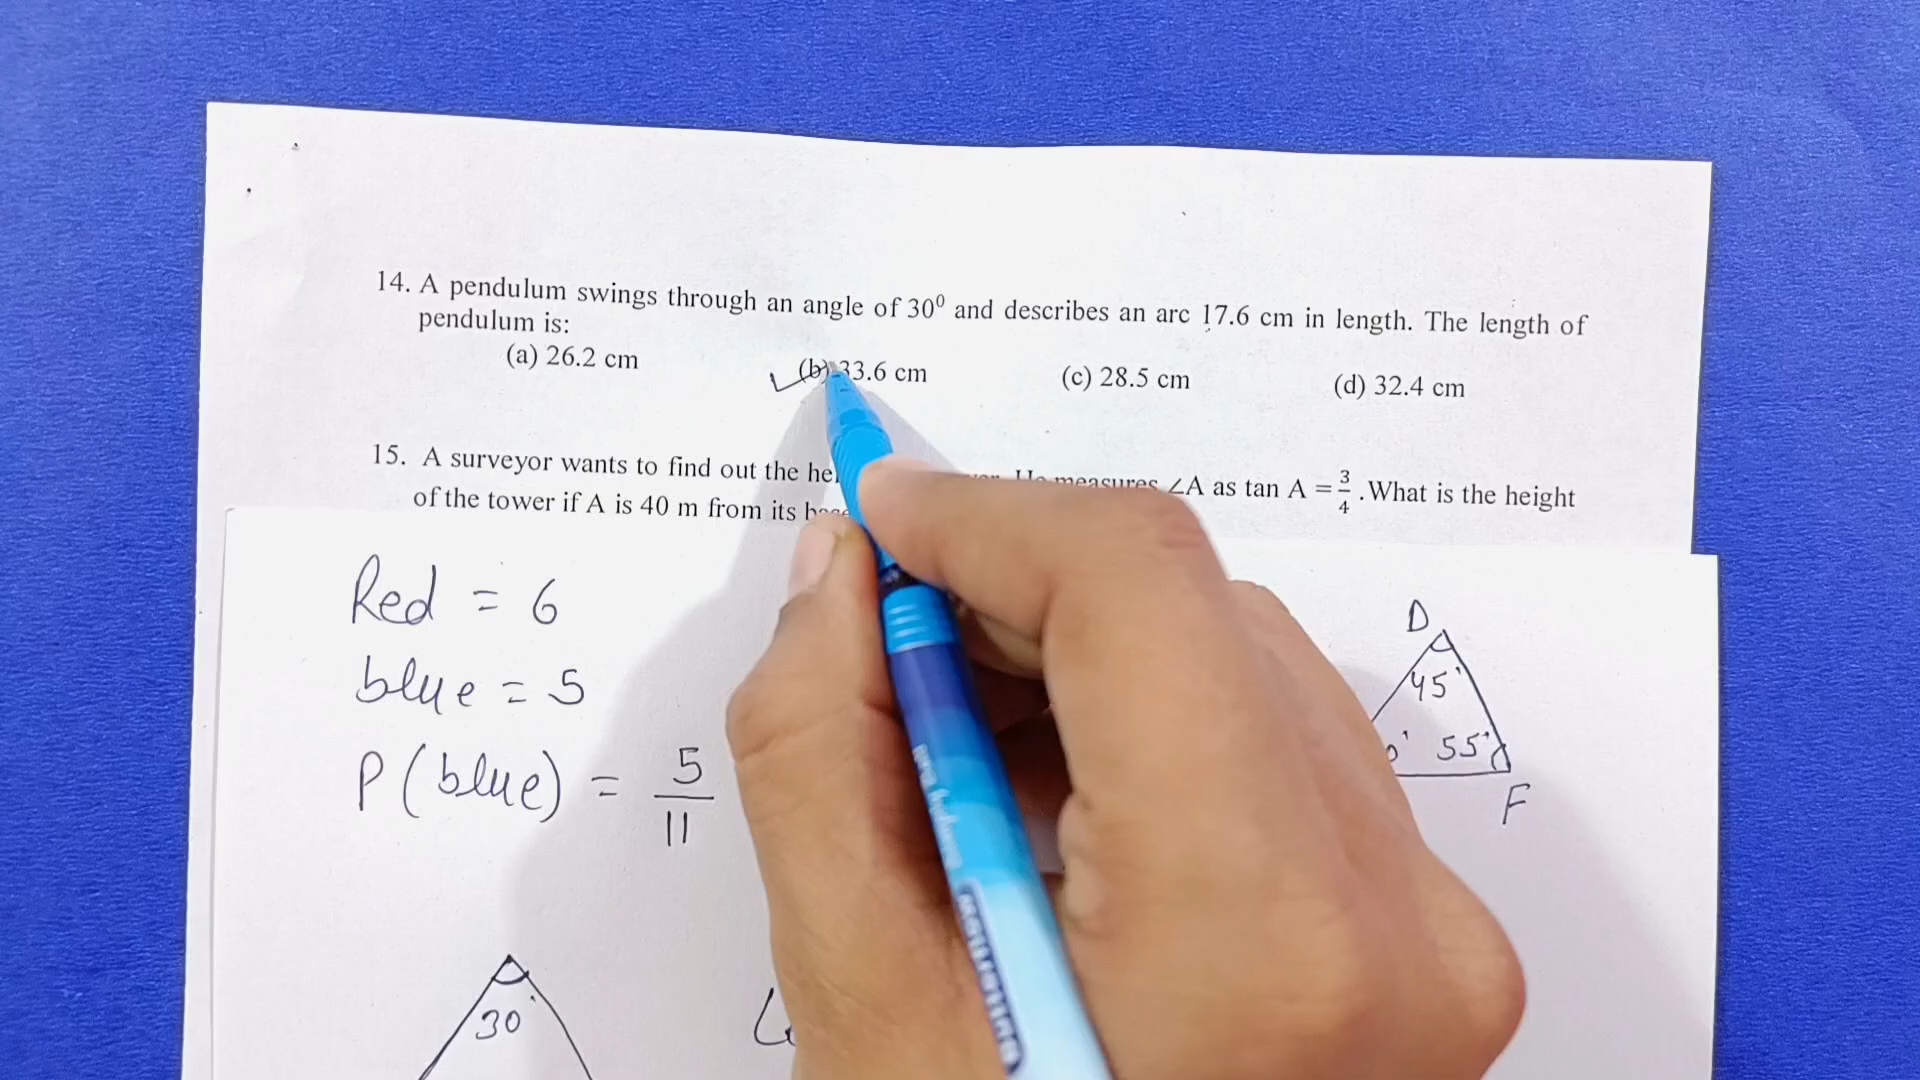 14. A pendulum swings through an angle of 30⁰ and describes an arc 17.6 cm in length. The length of
pendulum is:
(a) 26.2 cm (b) 33.6 cm (c) 28.5 cm (d) 32.4 cm
15. A surveyor wants to find out the measures ∠A as tan A = 3/4 . What is the height
of the tower if A is 40 m from its
Red = 6
blue = 5
P(blue) = 5/11
D
45°
55°
F
30°